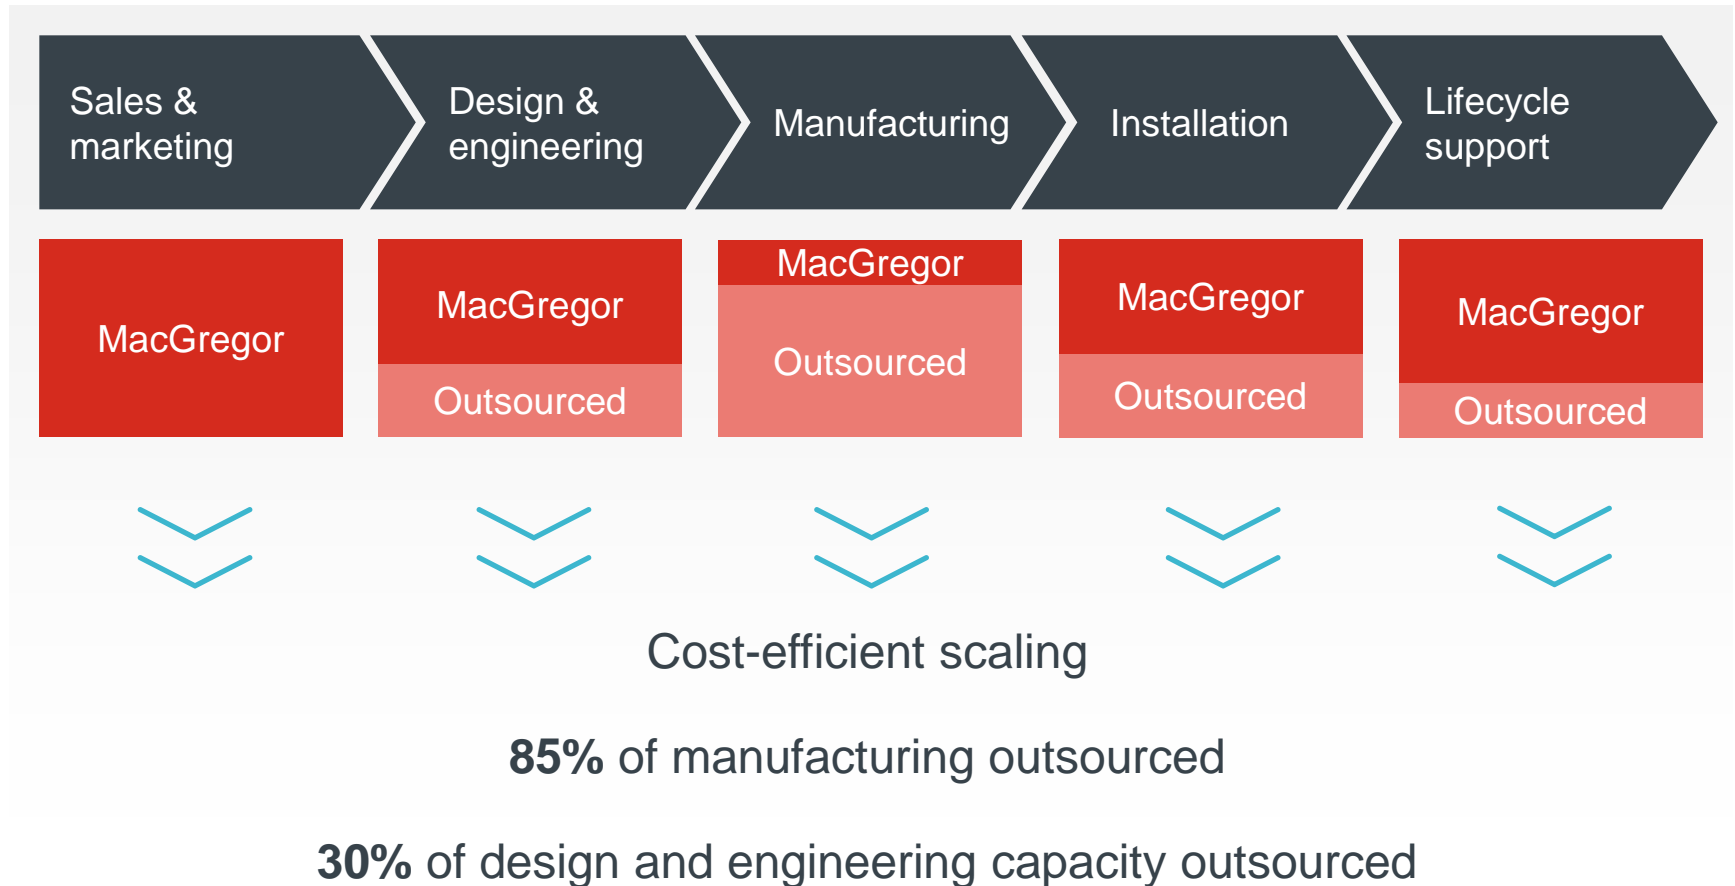 Sales &
marketing
Design &
engineering
Manufacturing
Installation
Lifecycle
support
MacGregor
MacGregor
Outsourced
MacGregor
Outsourced
MacGregor
Outsourced
MacGregor
Outsourced
Cost-efficient scaling
85% of manufacturing outsourced
30% of design and engineering capacity outsourced